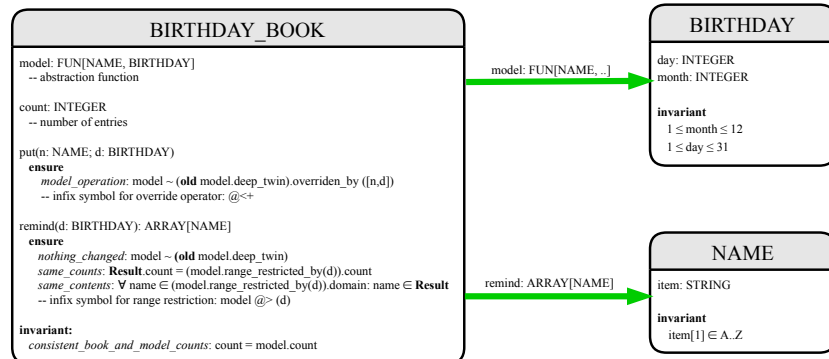 BIRTHDAY_BOOK
model: FUN[NAME, BIRTHDAY]
-- abstraction function
count: INTEGER
-- number of entries
put(n: NAME; d: BIRTHDAY)
ensure
model_operation: model ~ (old model.deep_twin).overriden_by ([n,d])
-- infix symbol for override operator: @<+
remind(d: BIRTHDAY): ARRAY[NAME]
ensure
nothing_changed: model ~ (old model.deep_twin)
same_counts: Result.count = (model.range_restricted_by(d)).count
same_contents: ∀ name ∈ (model.range_restricted_by(d)).domain: name ∈ Result
-- infix symbol for range restriction: model @> (d)
invariant:
consistent_book_and_model_counts: count = model.count
model: FUN[NAME, ..]
remind: ARRAY[NAME]
BIRTHDAY
day: INTEGER
month: INTEGER
invariant
1 ≤ month ≤ 12
1 ≤ day ≤ 31
NAME
item: STRING
invariant
item[1] ∈ A..Z